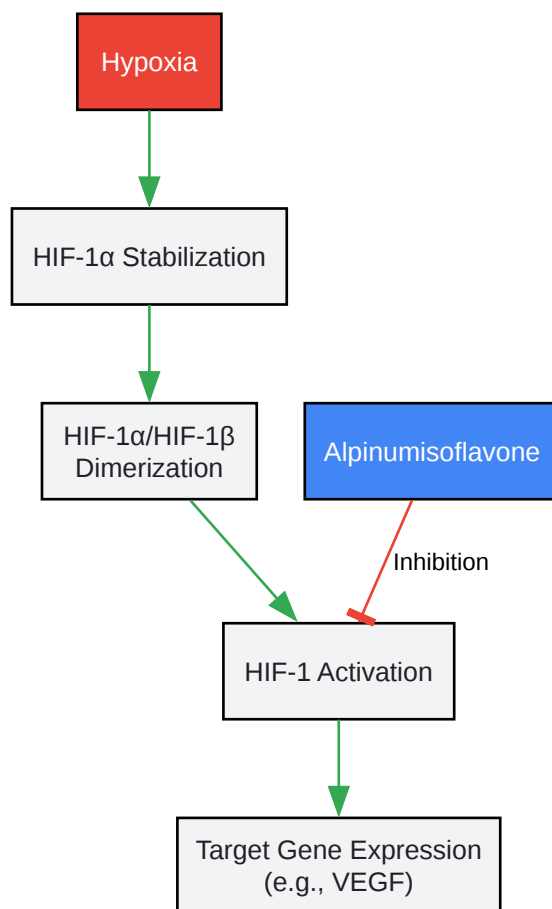 Hypoxia
HIF-1α Stabilization
HIF-1α/HIF-1β
Dimerization
Alpinumisoflavone
Inhibition
HIF-1 Activation
Target Gene Expression
(e.g., VEGF)